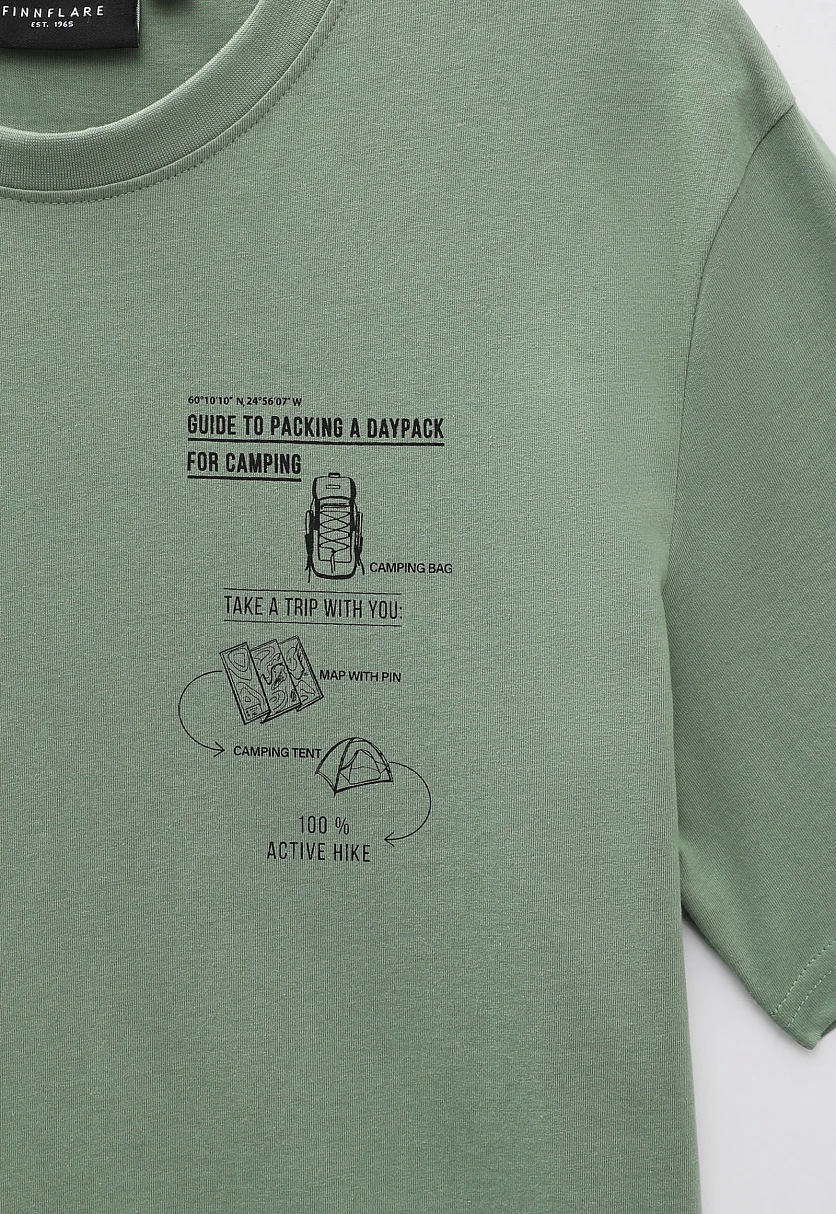 FINNFLARE
EST. 1965
60°10'10" N, 24°56'07" W
GUIDE TO PACKING A DAYPACK
FOR CAMPING
CAMPING BAG
TAKE A TRIP WITH YOU:
MAP WITH PIN
CAMPING TENT
100 %
ACTIVE HIKE